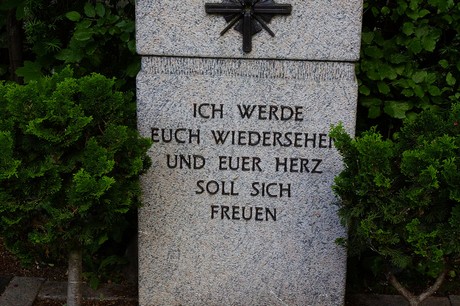 ICH WERDE
EUCH WIEDERSEHEN
UND EUER HERZ
SOLL SICH
FREUEN